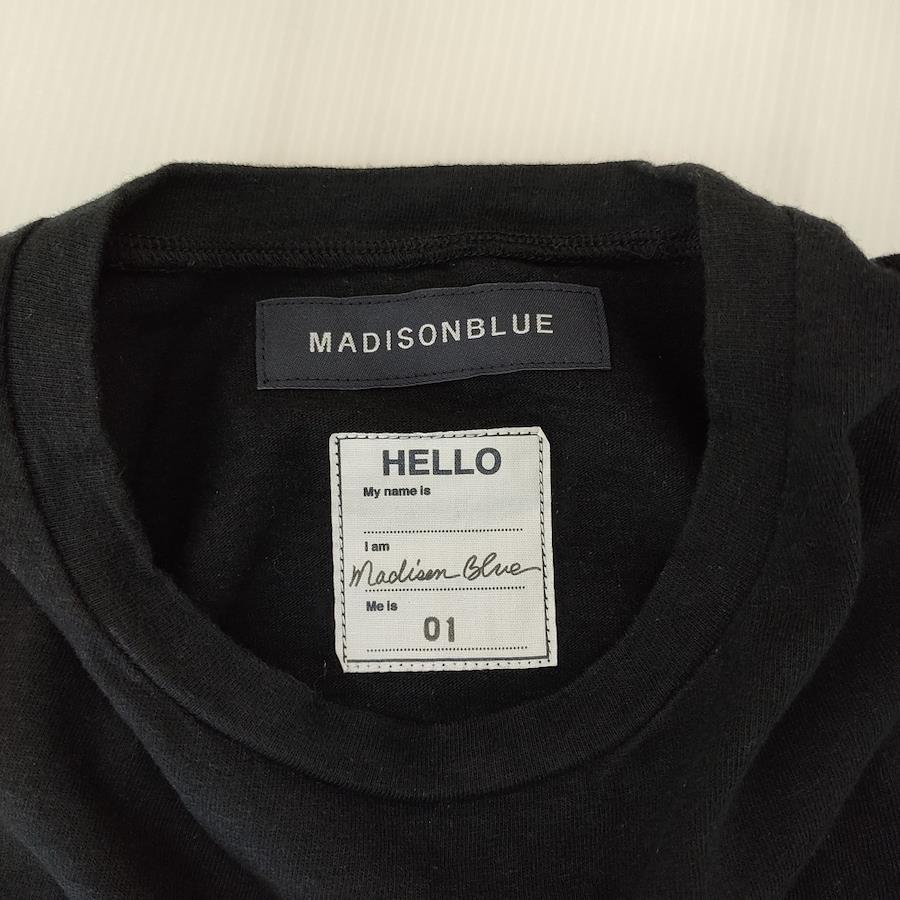 MADISONBLUE
HELLO
My name is
I am
Madison Blue
Me is
01